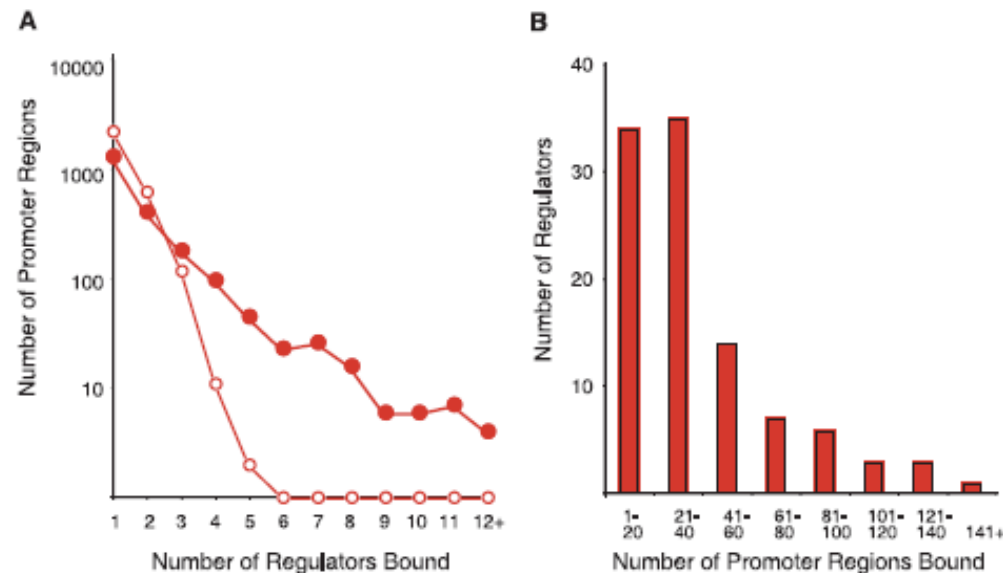 A
Number of Promoter Regions
10000
1000
100
10
1 2 3 4 5 6 7 8 9 10 11 12+
Number of Regulators Bound
B
Number of Regulators
40
30
20
10
1- 21- 41- 61- 81- 101- 121-
20 40 60 80 100 120 140 141+
Number of Promoter Regions Bound